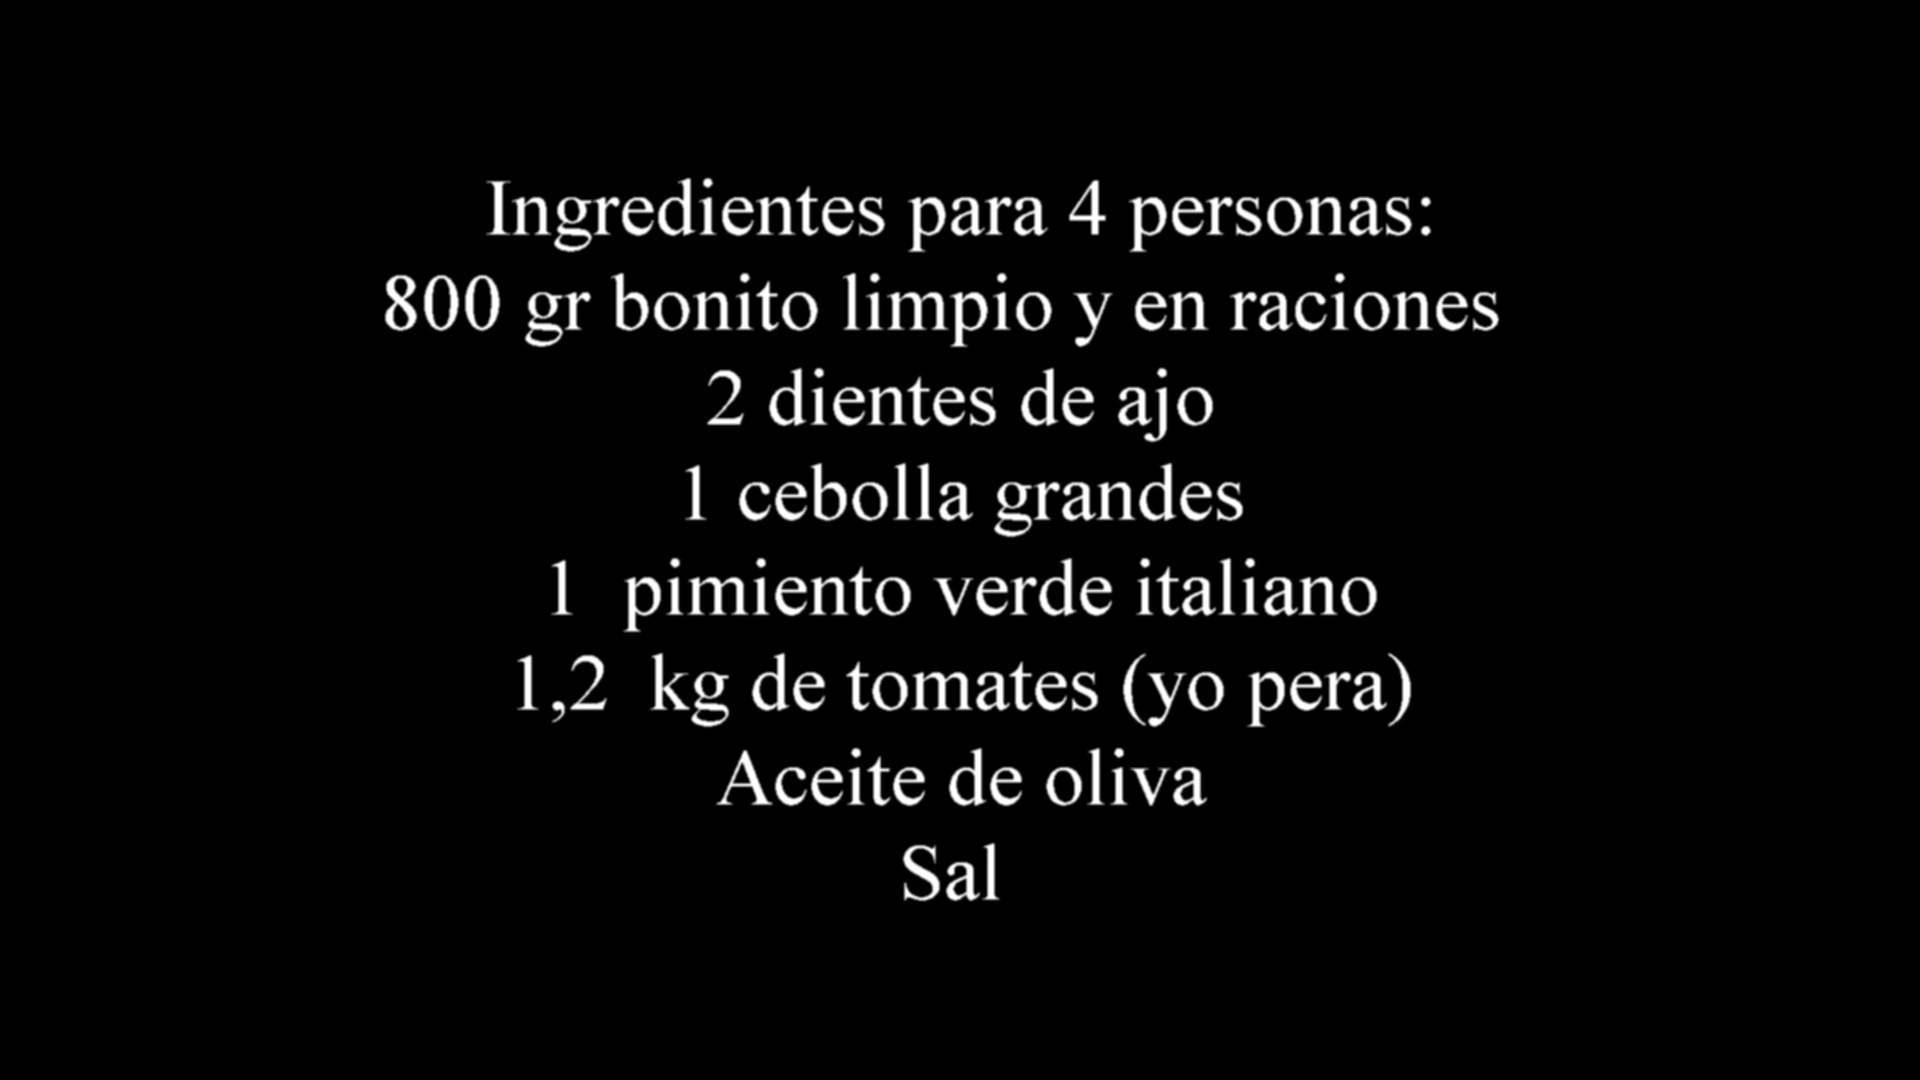 Ingredientes para 4 personas:
800 gr bonito limpio y en raciones
2 dientes de ajo
1 cebolla grandes
1  pimiento verde italiano
1,2  kg de tomates (yo pera)
Aceite de oliva
Sal